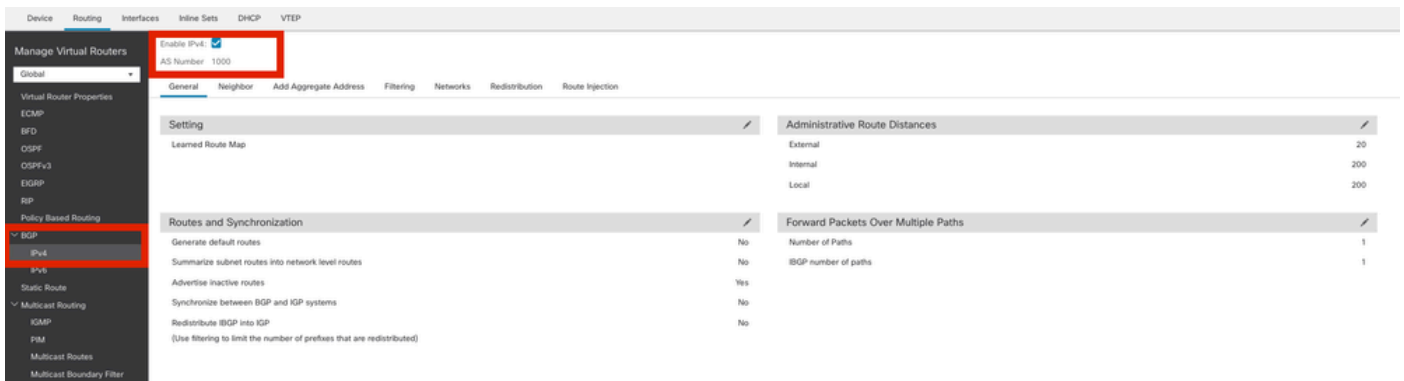 Device Routing Interfaces Inline Sets DHCP VTEP
Manage Virtual Routers
Global
Virtual Router Properties
ECMP
BFD
OSPF
OSPFv3
EIGRP
RIP
Policy Based Routing
BGP
IPv4
IPv6
Static Route
Multicast Routing
IGMP
PIM
Multicast Routes
Multicast Boundary Filter
Enable IPv4:
AS Number 1000
General Neighbor Add Aggregate Address Filtering Networks Redistribution Route Injection
Setting
Learned Route Map
Administrative Route Distances
External 20
Internal 200
Local 200
Routes and Synchronization
Generate default routes No
Summarize subnet routes into network level routes No
Advertise inactive routes Yes
Synchronize between BGP and IGP systems No
Redistribute IBGP into IGP No
(Use filtering to limit the number of prefixes that are redistributed)
Forward Packets Over Multiple Paths
Number of Paths 1
IBGP number of paths 1